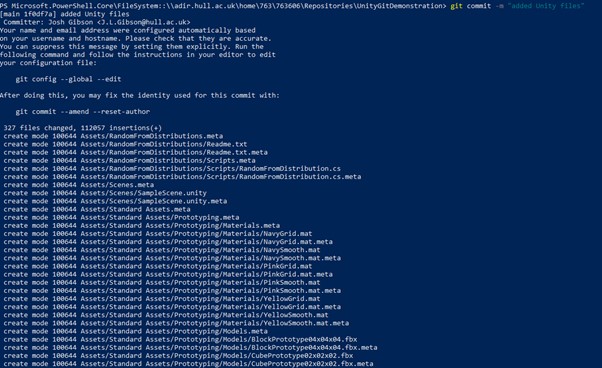 PS Microsoft.PowerShell.Core\FileSystem::\\adir.hull.ac.uk\home\763\763606\Repositories\UnityGitDemonstration> git commit -m "added Unity files"
[main 1f0df7a] added Unity files
 Committer: Josh Gibson <J.L.Gibson@hull.ac.uk>
Your name and email address were configured automatically based
on your username and hostname. Please check that they are accurate.
You can suppress this message by setting them explicitly. Run the
following command and follow the instructions in your editor to edit
your configuration file:
    git config --global --edit
After doing this, you may fix the identity used for this commit with:
    git commit --amend --reset-author
 327 files changed, 112057 insertions(+)
 create mode 100644 Assets/RandomFromDistributions.meta
 create mode 100644 Assets/RandomFromDistributions/Readme.txt
 create mode 100644 Assets/RandomFromDistributions/Readme.txt.meta
 create mode 100644 Assets/RandomFromDistributions/Scripts.meta
 create mode 100644 Assets/RandomFromDistributions/Scripts/RandomFromDistribution.cs
 create mode 100644 Assets/RandomFromDistributions/Scripts/RandomFromDistribution.cs.meta
 create mode 100644 Assets/Scenes.meta
 create mode 100644 Assets/Scenes/SampleScene.unity
 create mode 100644 Assets/Scenes/SampleScene.unity.meta
 create mode 100644 Assets/Standard Assets.meta
 create mode 100644 Assets/Standard Assets/Prototyping.meta
 create mode 100644 Assets/Standard Assets/Prototyping/Materials.meta
 create mode 100644 Assets/Standard Assets/Prototyping/Materials/NavyGrid.mat
 create mode 100644 Assets/Standard Assets/Prototyping/Materials/NavyGrid.mat.meta
 create mode 100644 Assets/Standard Assets/Prototyping/Materials/NavySmooth.mat
 create mode 100644 Assets/Standard Assets/Prototyping/Materials/NavySmooth.mat.meta
 create mode 100644 Assets/Standard Assets/Prototyping/Materials/PinkGrid.mat
 create mode 100644 Assets/Standard Assets/Prototyping/Materials/PinkGrid.mat.meta
 create mode 100644 Assets/Standard Assets/Prototyping/Materials/PinkSmooth.mat
 create mode 100644 Assets/Standard Assets/Prototyping/Materials/PinkSmooth.mat.meta
 create mode 100644 Assets/Standard Assets/Prototyping/Materials/YellowGrid.mat
 create mode 100644 Assets/Standard Assets/Prototyping/Materials/YellowGrid.mat.meta
 create mode 100644 Assets/Standard Assets/Prototyping/Materials/YellowSmooth.mat
 create mode 100644 Assets/Standard Assets/Prototyping/Materials/YellowSmooth.mat.meta
 create mode 100644 Assets/Standard Assets/Prototyping/Models.meta
 create mode 100644 Assets/Standard Assets/Prototyping/Models/BlockPrototype04x04x04.fbx
 create mode 100644 Assets/Standard Assets/Prototyping/Models/BlockPrototype04x04x04.fbx.meta
 create mode 100644 Assets/Standard Assets/Prototyping/Models/CubePrototype02x02x02.fbx
 create mode 100644 Assets/Standard Assets/Prototyping/Models/CubePrototype02x02x02.fbx.meta